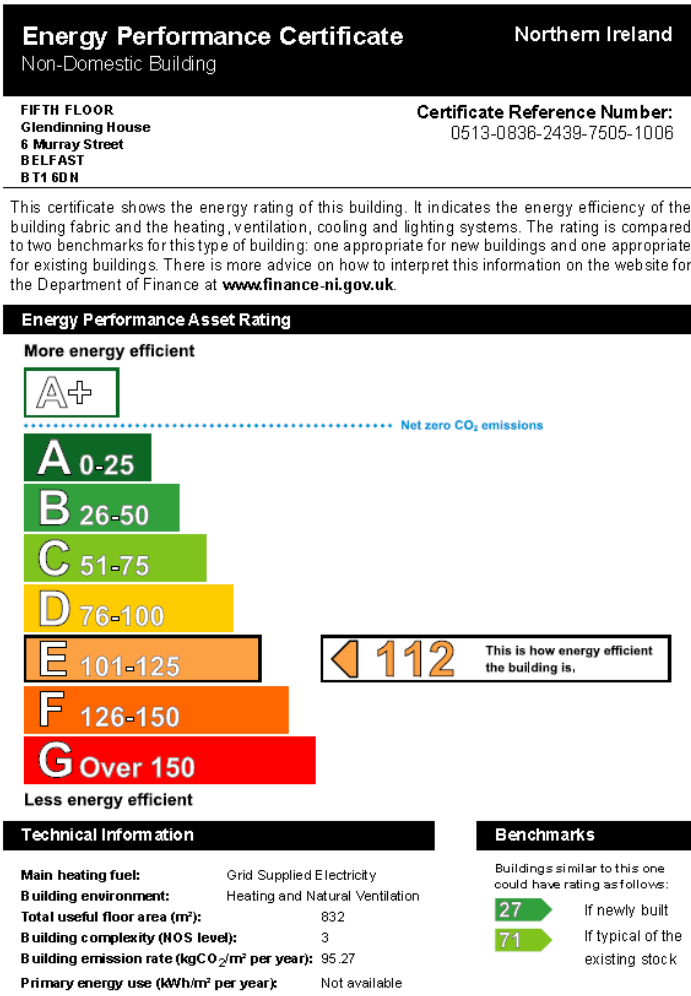 Energy Performance Certificate
Northern Ireland
Non-Domestic Building
FIFTH FLOOR
Glendinning House
6 Murray Street
BELFAST
BT1 6DN
Certificate Reference Number:
0513-0836-2439-7505-1006
This certificate shows the energy rating of this building. It indicates the energy efficiency of the
building fabric and the heating, ventilation, cooling and lighting systems. The rating is compared
to two benchmarks for this type of building: one appropriate for new buildings and one appropriate
for existing buildings. There is more advice on how to interpret this information on the website for
the Department of Finance at www.finance-ni.gov.uk.
Energy Performance Asset Rating
More energy efficient
A+
Net zero CO₂ emissions
A 0-25
B 26-50
C 51-75
D 76-100
E 101-125
112
This is how energy efficient
the building is.
F 126-150
G Over 150
Less energy efficient
Technical Information
Main heating fuel: Grid Supplied Electricity
Building environment: Heating and Natural Ventilation
Total useful floor area (m²): 832
Building complexity (NOS level): 3
Building emission rate (kgCO₂/m² per year): 95.27
Primary energy use (kWh/m² per year): Not available
Benchmarks
Buildings similar to this one
could have rating as follows:
27 If newly built
71 If typical of the
existing stock